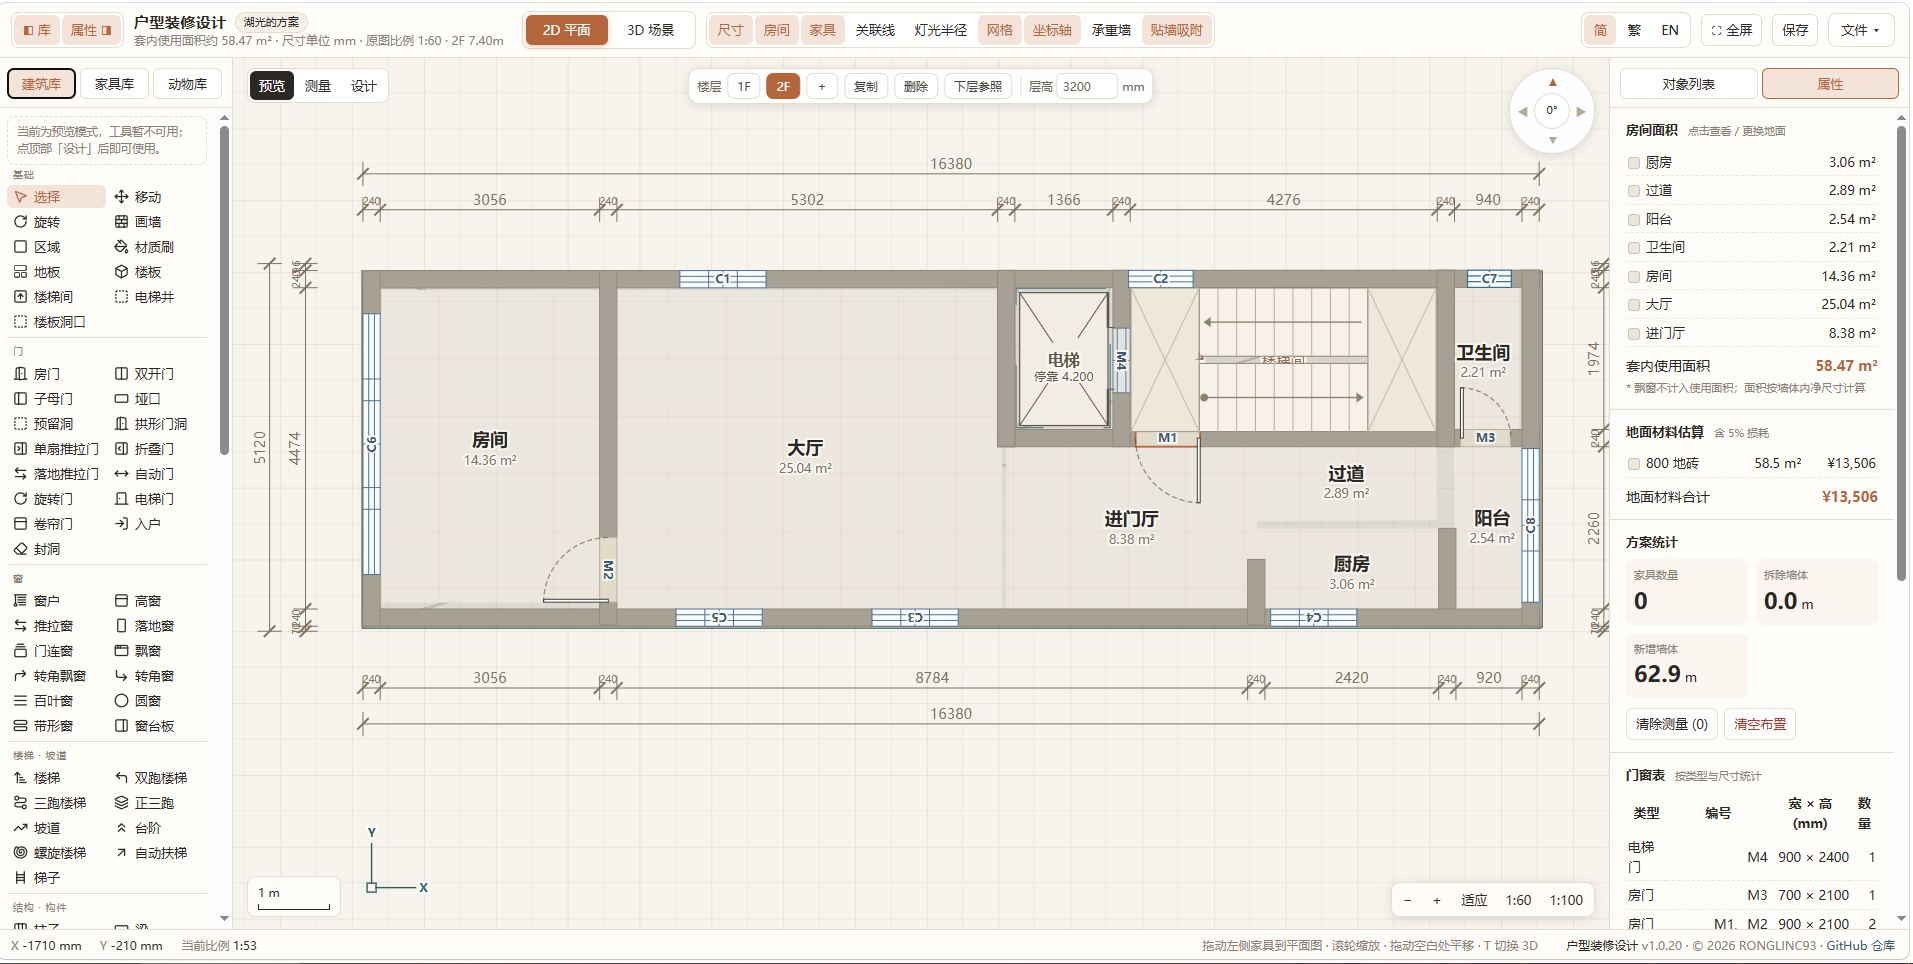 库
属性
户型装修设计
湖光的方案
套内使用面积约 58.47 m² · 尺寸单位 mm · 原图比例 1:60 · 2F 7.40m
2D 平面
3D 场景
尺寸
房间
家具
关联线
灯光半径
网格
坐标轴
承重墙
贴墙吸附
简
繁
EN
全屏
保存
文件
建筑库
家具库
动物库
当前为预览模式，工具暂不可用；
点顶部「设计」后即可使用。
基础
选择
移动
旋转
画墙
区域
材质刷
地板
楼板
楼梯间
电梯井
楼板洞口
门
房门
双开门
子母门
垭口
预留洞
拱形门洞
单扇推拉门
折叠门
落地推拉门
自动门
旋转门
电梯门
卷帘门
入户
封洞
窗
窗户
高窗
推拉窗
落地窗
门连窗
飘窗
转角飘窗
转角窗
百叶窗
圆窗
带形窗
窗台板
楼梯 · 坡道
楼梯
双跑楼梯
三跑楼梯
正三跑
坡道
台阶
螺旋楼梯
自动扶梯
梯子
结构 · 构件
预览
测量
设计
楼层
1F
2F
+
复制
删除
下层参照
层高
3200
mm
0°
16380
240
3056
240
5302
240
1366
240
4276
240
940
240
5120
4474
240
240
C1
C2
C7
C6
房间
14.36 m²
大厅
25.04 m²
电梯
停靠 4.200
M4
楼梯间
卫生间
2.21 m²
M1
M3
过道
2.89 m²
进门厅
8.38 m²
阳台
2.54 m²
厨房
3.06 m²
M2
C5
C3
C4
C8
1974
240
2260
240
3056
240
8784
240
2420
240
920
240
16380
Y
X
1 m
−
+
适应
1:60
1:100
对象列表
属性
房间面积 点击查看 / 更换地面
厨房 3.06 m²
过道 2.89 m²
阳台 2.54 m²
卫生间 2.21 m²
房间 14.36 m²
大厅 25.04 m²
进门厅 8.38 m²
套内使用面积 58.47 m²
* 飘窗不计入使用面积；面积按墙体内净尺寸计算
地面材料估算 含 5% 损耗
800 地砖 58.5 m² ¥13,506
地面材料合计 ¥13,506
方案统计
家具数量
0
拆除墙体
0.0 m
新增墙体
62.9 m
清除测量 (0)
清空布置
门窗表 按类型与尺寸统计
类型 编号 宽 × 高 (mm) 数量
电梯门 M4 900 × 2400 1
房门 M3 700 × 2100 1
房门 M1, M2 900 × 2100 2
X -1710 mm
Y -210 mm
当前比例 1:53
拖动左侧家具到平面图 · 滚轮缩放 · 拖动空白处平移 · T 切换 3D
户型装修设计 v1.0.20 · © 2026 RONGLINC93 · GitHub 仓库